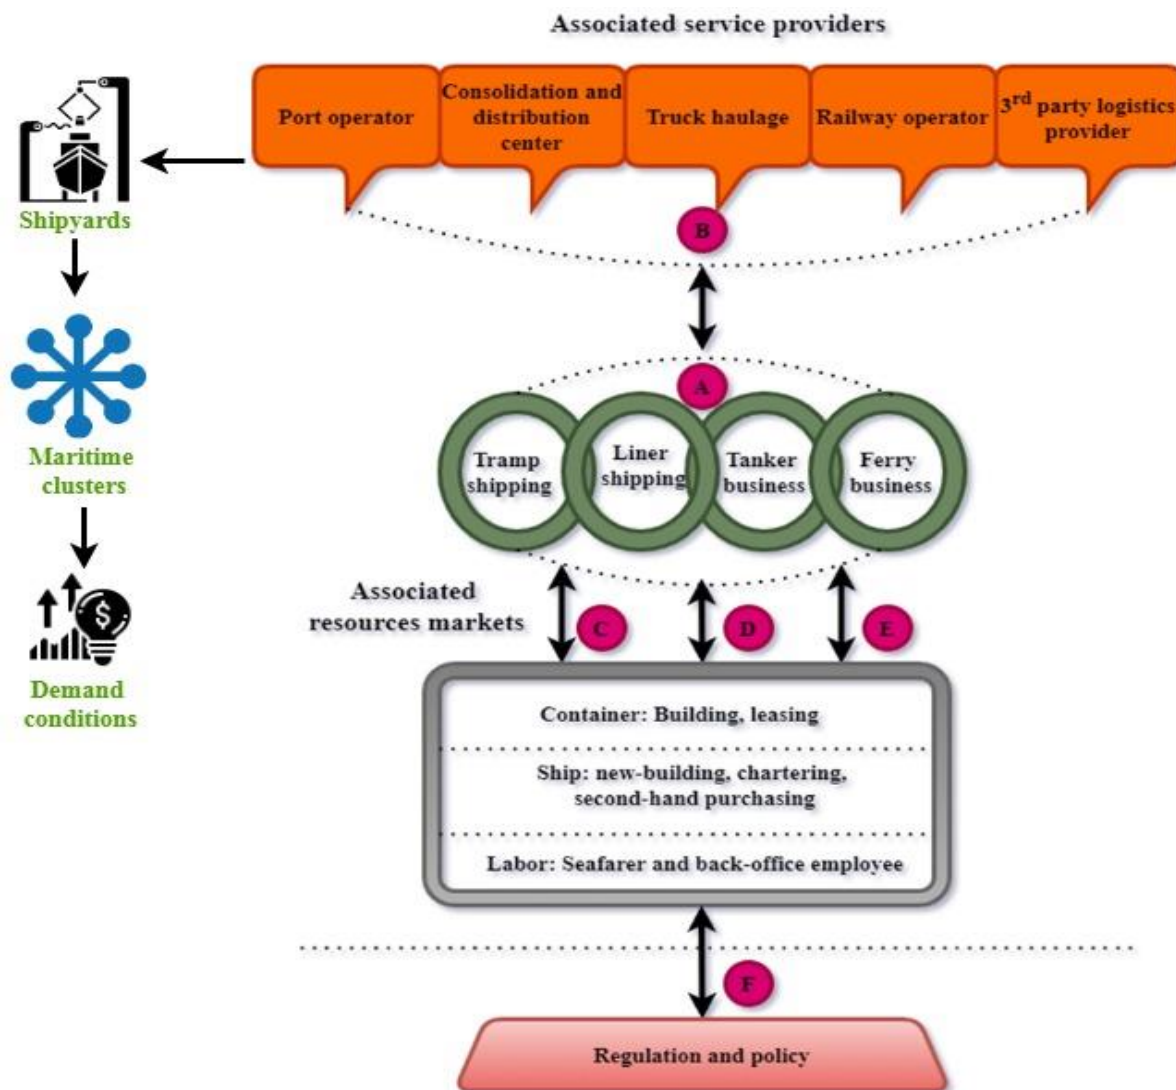 Associated service providers
Port operator
Consolidation and
distribution
center
Truck haulage
Railway operator
3rd party logistics
provider
Shipyards
B
Maritime
clusters
A
Tramp
shipping
Liner
shipping
Tanker
business
Ferry
business
Demand
conditions
Associated
resources markets
C
D
E
$
Container: Building, leasing
Ship: new-building, chartering,
second-hand purchasing
Labor: Seafarer and back-office employee
F
Regulation and policy